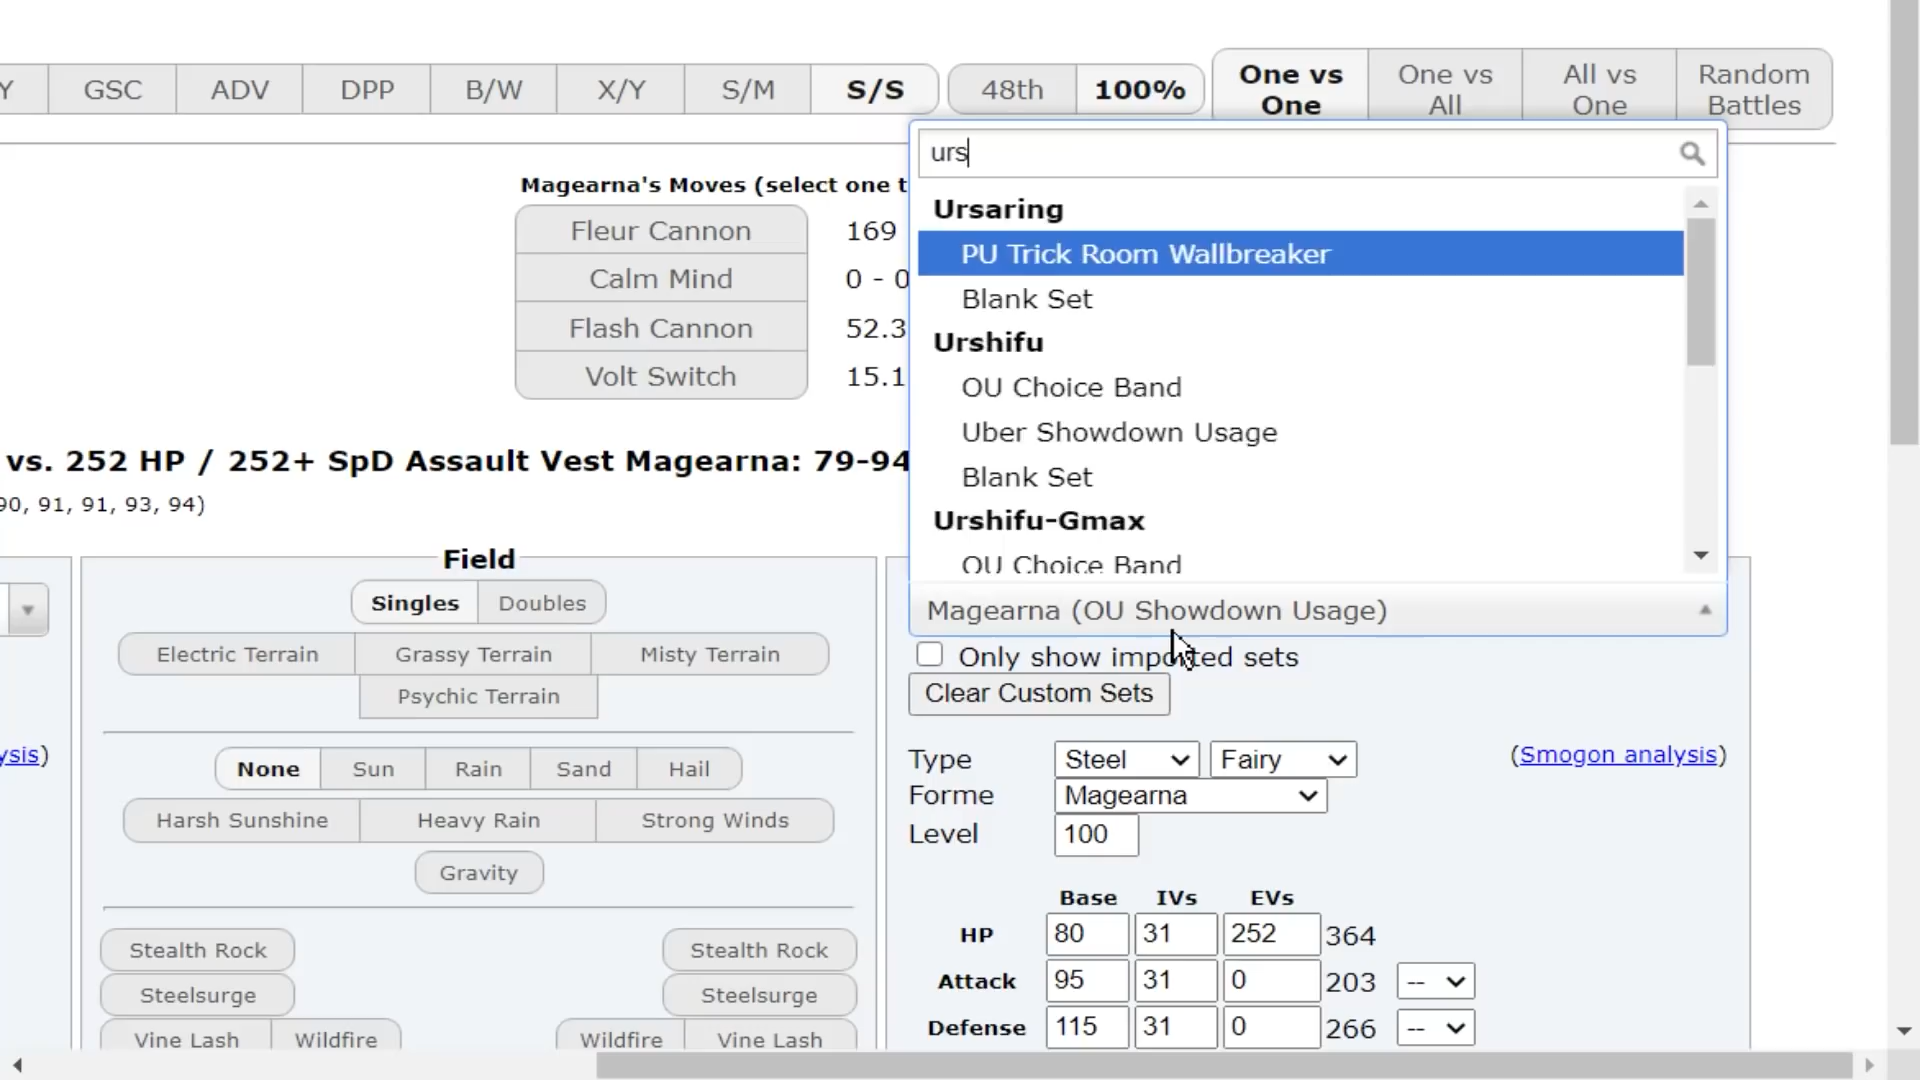 Y GSC ADV DPP B/W X/Y S/M S/S 48th 100% One vs One One vs All All vs One Random Battles
urs
Magearna's Moves (select one t
Fleur Cannon 169
Calm Mind 0 - 0
Flash Cannon 52.3
Volt Switch 15.1
Ursaring
PU Trick Room Wallbreaker
Blank Set
Urshifu
OU Choice Band
Uber Showdown Usage
Blank Set
Urshifu-Gmax
OU Choice Band
vs. 252 HP / 252+ SpD Assault Vest Magearna: 79-94
90, 91, 91, 93, 94)
Field
Singles Doubles
Electric Terrain Grassy Terrain Misty Terrain
Psychic Terrain
None Sun Rain Sand Hail
Harsh Sunshine Heavy Rain Strong Winds
Gravity
Stealth Rock Stealth Rock
Steelsurge Steelsurge
Vine Lash Wildfire Wildfire Vine Lash
ysis)
Magearna (OU Showdown Usage)
Only show imported sets
Clear Custom Sets
Type Steel Fairy (Smogon analysis)
Forme Magearna
Level 100
Base IVs EVs
HP 80 31 252 364
Attack 95 31 0 203 --
Defense 115 31 0 266 --